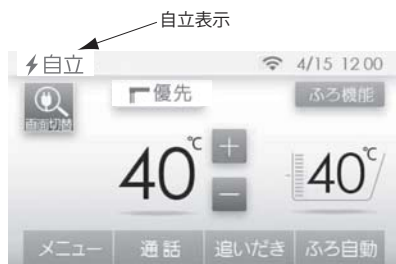 自立表示
自立
4/15 12:00
優先
ふろ機能
画面切替
40℃
+
−
40℃
メニュー
通話
追いだき
ふろ自動